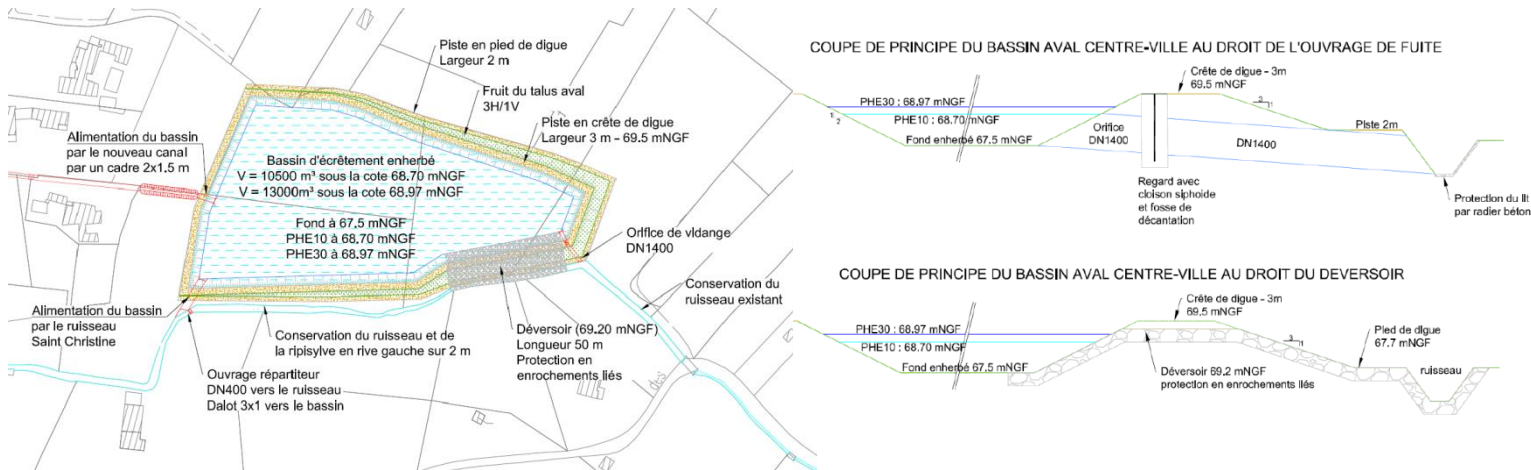 Piste en pied de digue
Largeur 2 m
Fruit du talus aval
3H/1V
Piste en crête de digue
Largeur 3 m – 69.5 mNGF
Alimentation du bassin
par le nouveau canal
par un cadre 2x1.5 m
Bassin d'écrêtement enherbé
V = 10500 m³ sous la cote 68.70 mNGF
V = 13000m³ sous la cote 68.97 mNGF
Fond à 67.5 mNGF
PHE10 à 68.70 mNGF
PHE30 à 68.97 mNGF
Orifice de vidange
DN1400
Conservation du
ruisseau existant
Alimentation du bassin
par le ruisseau
Saint Christine
Conservation du ruisseau et de
la ripisylve en rive gauche sur 2 m
Déversoir (69.20 mNGF)
Longueur 50 m
Protection en
enrochements liés
Ouvrage répartiteur
DN400 vers le ruisseau
Dalot 3x1 vers le bassin
COUPE DE PRINCIPE DU BASSIN AVAL CENTRE-VILLE AU DROIT DE L'OUVRAGE DE FUITE
Crête de digue - 3m
69.5 mNGF
PHE30 : 68.97 mNGF
PHE10 : 68.70 mNGF
1
2
3
1
Fond enherbé 67.5 mNGF
Orifice
DN1400
Piste 2m
DN1400
Regard avec
cloison siphoide
et fosse de
décantation
Protection du lit
par radier béton
COUPE DE PRINCIPE DU BASSIN AVAL CENTRE-VILLE AU DROIT DU DEVERSOIR
Crête de digue - 3m
69.5 mNGF
PHE30 : 68.97 mNGF
PHE10 : 68.70 mNGF
3
1
Pied de digue
67.7 mNGF
Fond enherbé 67.5 mNGF
Déversoir 69.2 mNGF
protection en enrochements liés
ruisseau